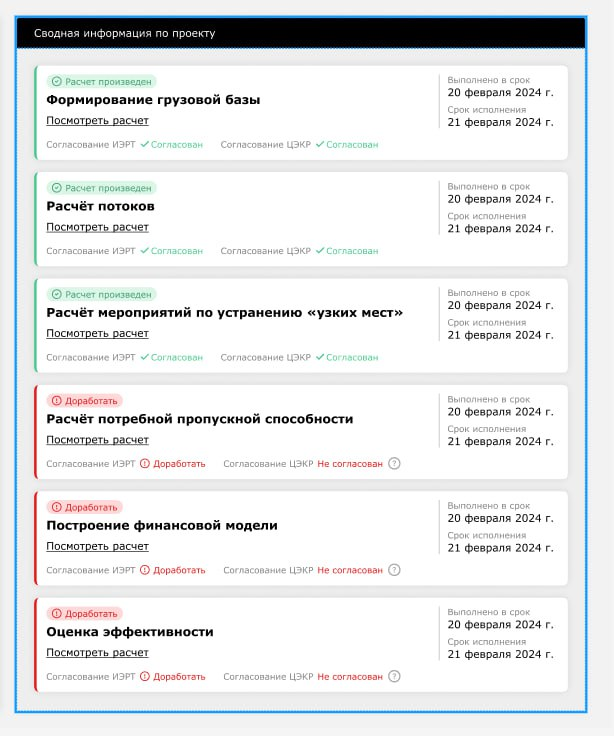 Сводная информация по проекту
Расчет произведен
Формирование грузовой базы
Посмотреть расчет
Согласование ИЭРТ Согласован Согласование ЦЭКР Согласован
Выполнено в срок
20 февраля 2024 г.
Срок исполнения
21 февраля 2024 г.
Расчет произведен
Расчёт потоков
Посмотреть расчет
Согласование ИЭРТ Согласован Согласование ЦЭКР Согласован
Выполнено в срок
20 февраля 2024 г.
Срок исполнения
21 февраля 2024 г.
Расчет произведен
Расчёт мероприятий по устранению «узких мест»
Посмотреть расчет
Согласование ИЭРТ Согласован Согласование ЦЭКР Согласован
Выполнено в срок
20 февраля 2024 г.
Срок исполнения
21 февраля 2024 г.
Доработать
Расчёт потребной пропускной способности
Посмотреть расчет
Согласование ИЭРТ Доработать Согласование ЦЭКР Не согласован ?
Выполнено в срок
20 февраля 2024 г.
Срок исполнения
21 февраля 2024 г.
Доработать
Построение финансовой модели
Посмотреть расчет
Согласование ИЭРТ Доработать Согласование ЦЭКР Не согласован ?
Выполнено в срок
20 февраля 2024 г.
Срок исполнения
21 февраля 2024 г.
Доработать
Оценка эффективности
Посмотреть расчет
Согласование ИЭРТ Доработать Согласование ЦЭКР Не согласован ?
Выполнено в срок
20 февраля 2024 г.
Срок исполнения
21 февраля 2024 г.